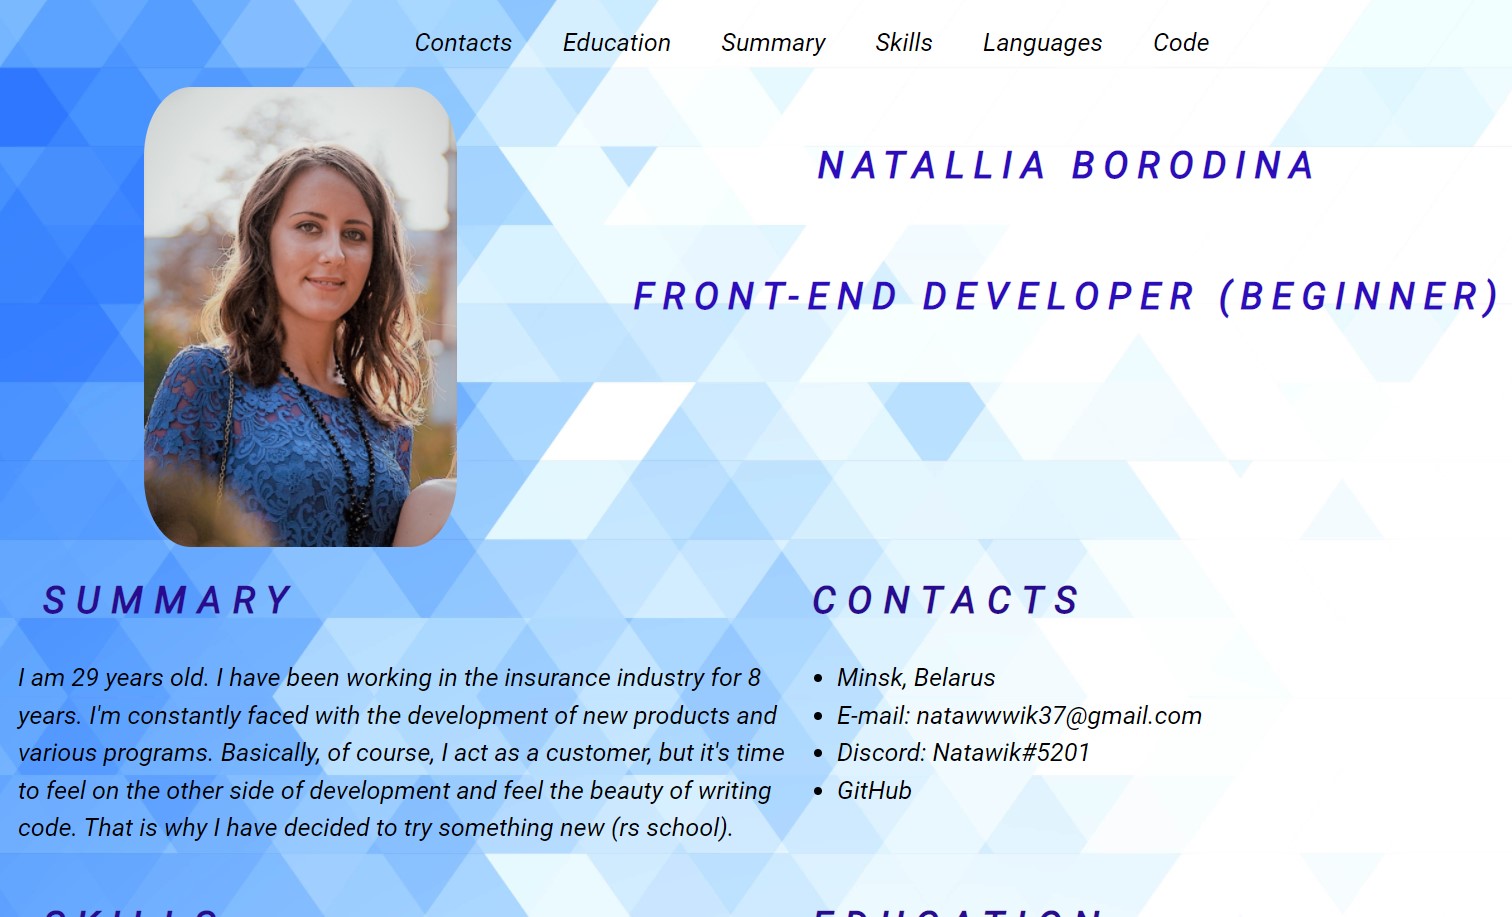 Contacts Education Summary Skills Languages Code
NATALLIA BORODINA
FRONT-END DEVELOPER (BEGINNER)
SUMMARY
I am 29 years old. I have been working in the insurance industry for 8
years. I'm constantly faced with the development of new products and
various programs. Basically, of course, I act as a customer, but it's time
to feel on the other side of development and feel the beauty of writing
code. That is why I have decided to try something new (rs school).
CONTACTS
• Minsk, Belarus
• E-mail: natawwwik37@gmail.com
• Discord: Natawik#5201
• GitHub
SKILLS
EDUCATION